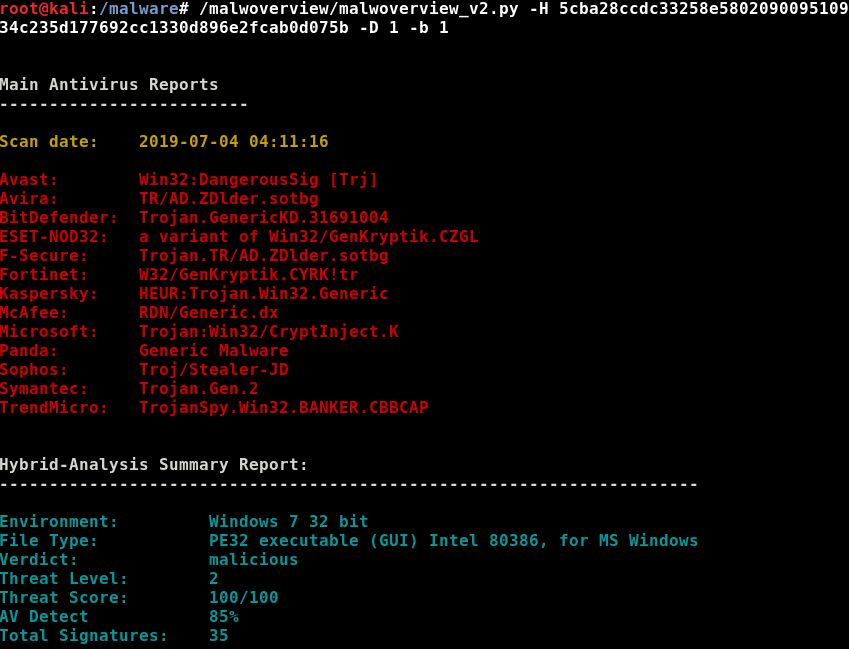 root@kali:/malware# /malwoverview/malwoverview_v2.py -H 5cba28ccdc33258e5802090095109
34c235d177692cc1330d896e2fcab0d075b -D 1 -b 1
Main Antivirus Reports
-------------------------
Scan date:    2019-07-04 04:11:16
Avast:        Win32:DangerousSig [Trj]
Avira:        TR/AD.ZDlder.sotbg
BitDefender:  Trojan.GenericKD.31691004
ESET-NOD32:   a variant of Win32/GenKryptik.CZGL
F-Secure:     Trojan.TR/AD.ZDlder.sotbg
Fortinet:     W32/GenKryptik.CYRK!tr
Kaspersky:    HEUR:Trojan.Win32.Generic
McAfee:       RDN/Generic.dx
Microsoft:    Trojan:Win32/CryptInject.K
Panda:        Generic Malware
Sophos:       Troj/Stealer-JD
Symantec:     Trojan.Gen.2
TrendMicro:   TrojanSpy.Win32.BANKER.CBBCAP
Hybrid-Analysis Summary Report:
----------------------------------------------------------------------
Environment:         Windows 7 32 bit
File Type:           PE32 executable (GUI) Intel 80386, for MS Windows
Verdict:             malicious
Threat Level:        2
Threat Score:        100/100
AV Detect            85%
Total Signatures:    35